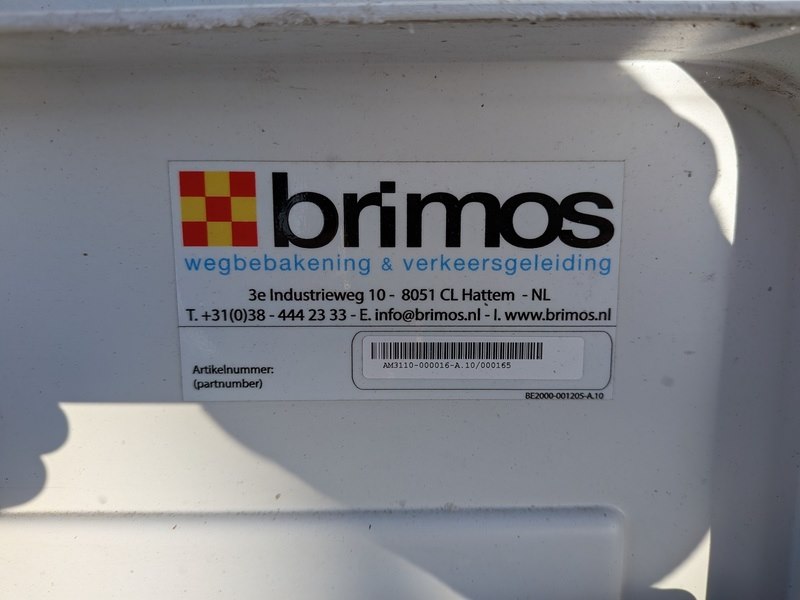 brimos
wegbebakening & verkeersgeleiding
3e Industrieweg 10 - 8051 CL Hattem - NL
T. +31(0)38 - 444 23 33 - E. info@brimos.nl - I. www.brimos.nl
Artikelnummer:
(partnumber)
AM3110-000016-A.10/000165
BE2000-00120S-A.10